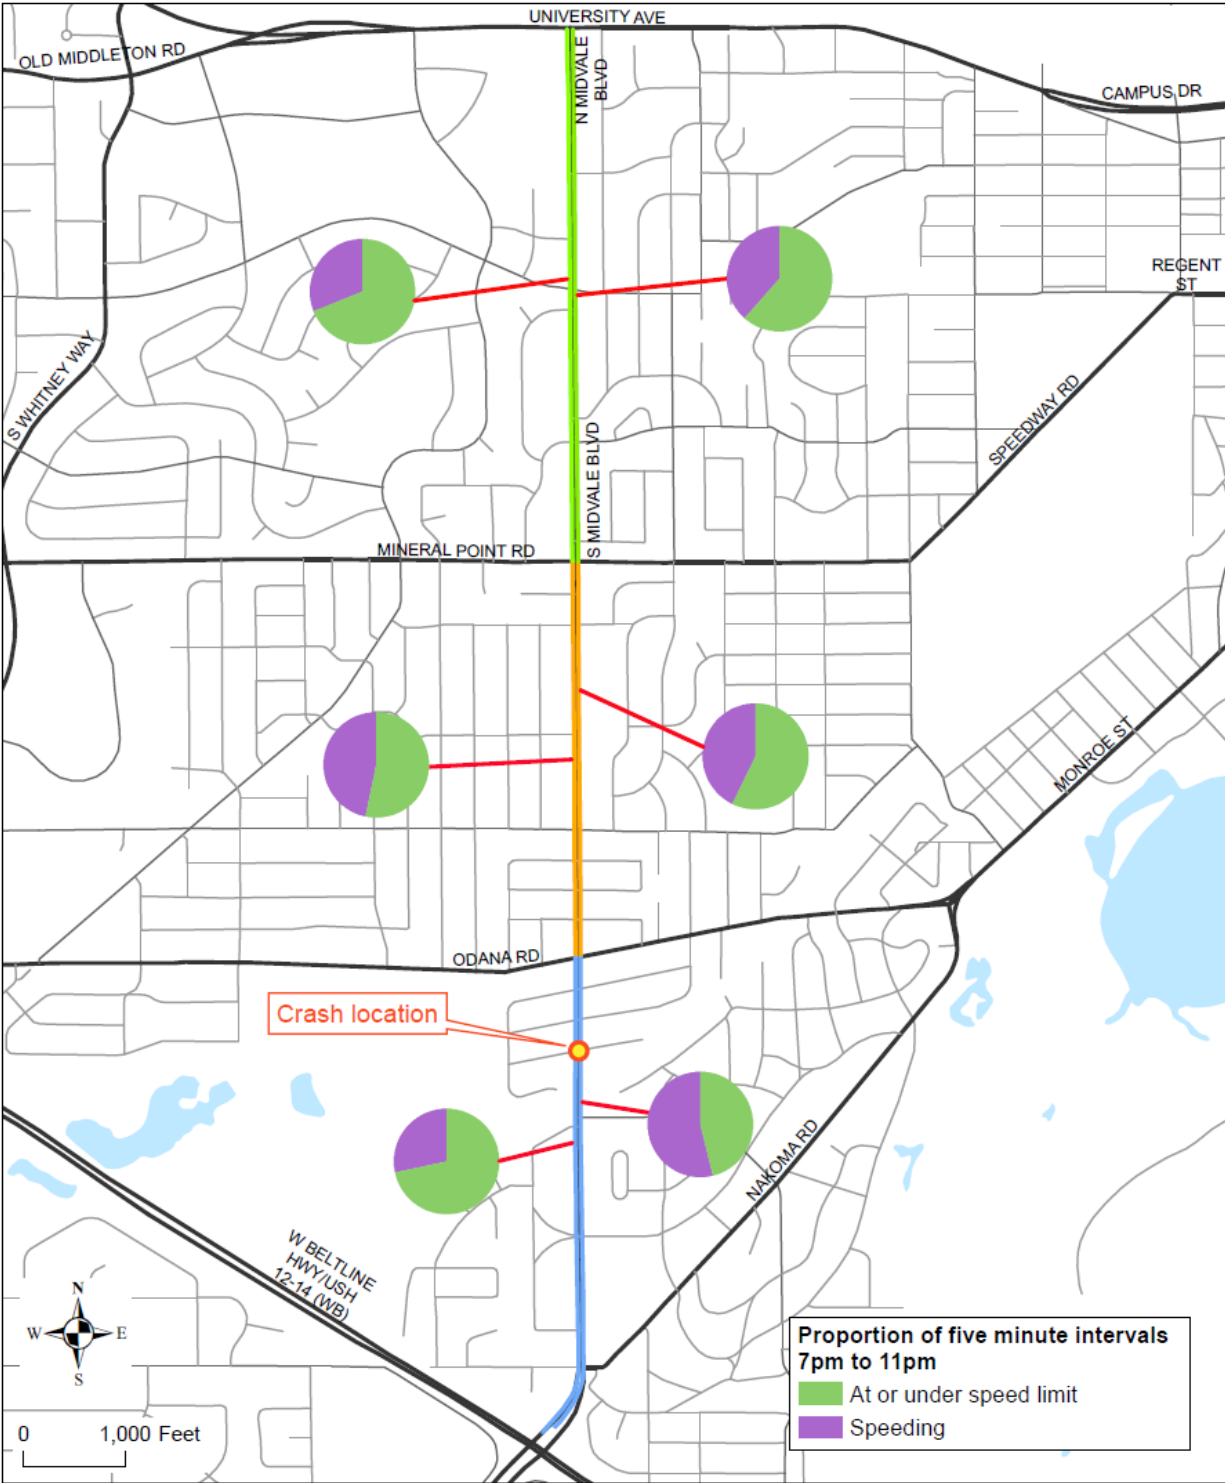 UNIVERSITY AVE
OLD MIDDLETON RD
N MIDVALE
BLVD
CAMPUS DR
REGENT
ST
S WHITNEY WAY
SPEEDWAY RD
S MIDVALE BLVD
MINERAL POINT RD
MONROE ST
ODANA RD
Crash location
NAKOMA RD
W BELTLINE
HWY/USH
12-14 (WB)
N
W E
S
0 1,000 Feet
Proportion of five minute intervals
7pm to 11pm
At or under speed limit
Speeding